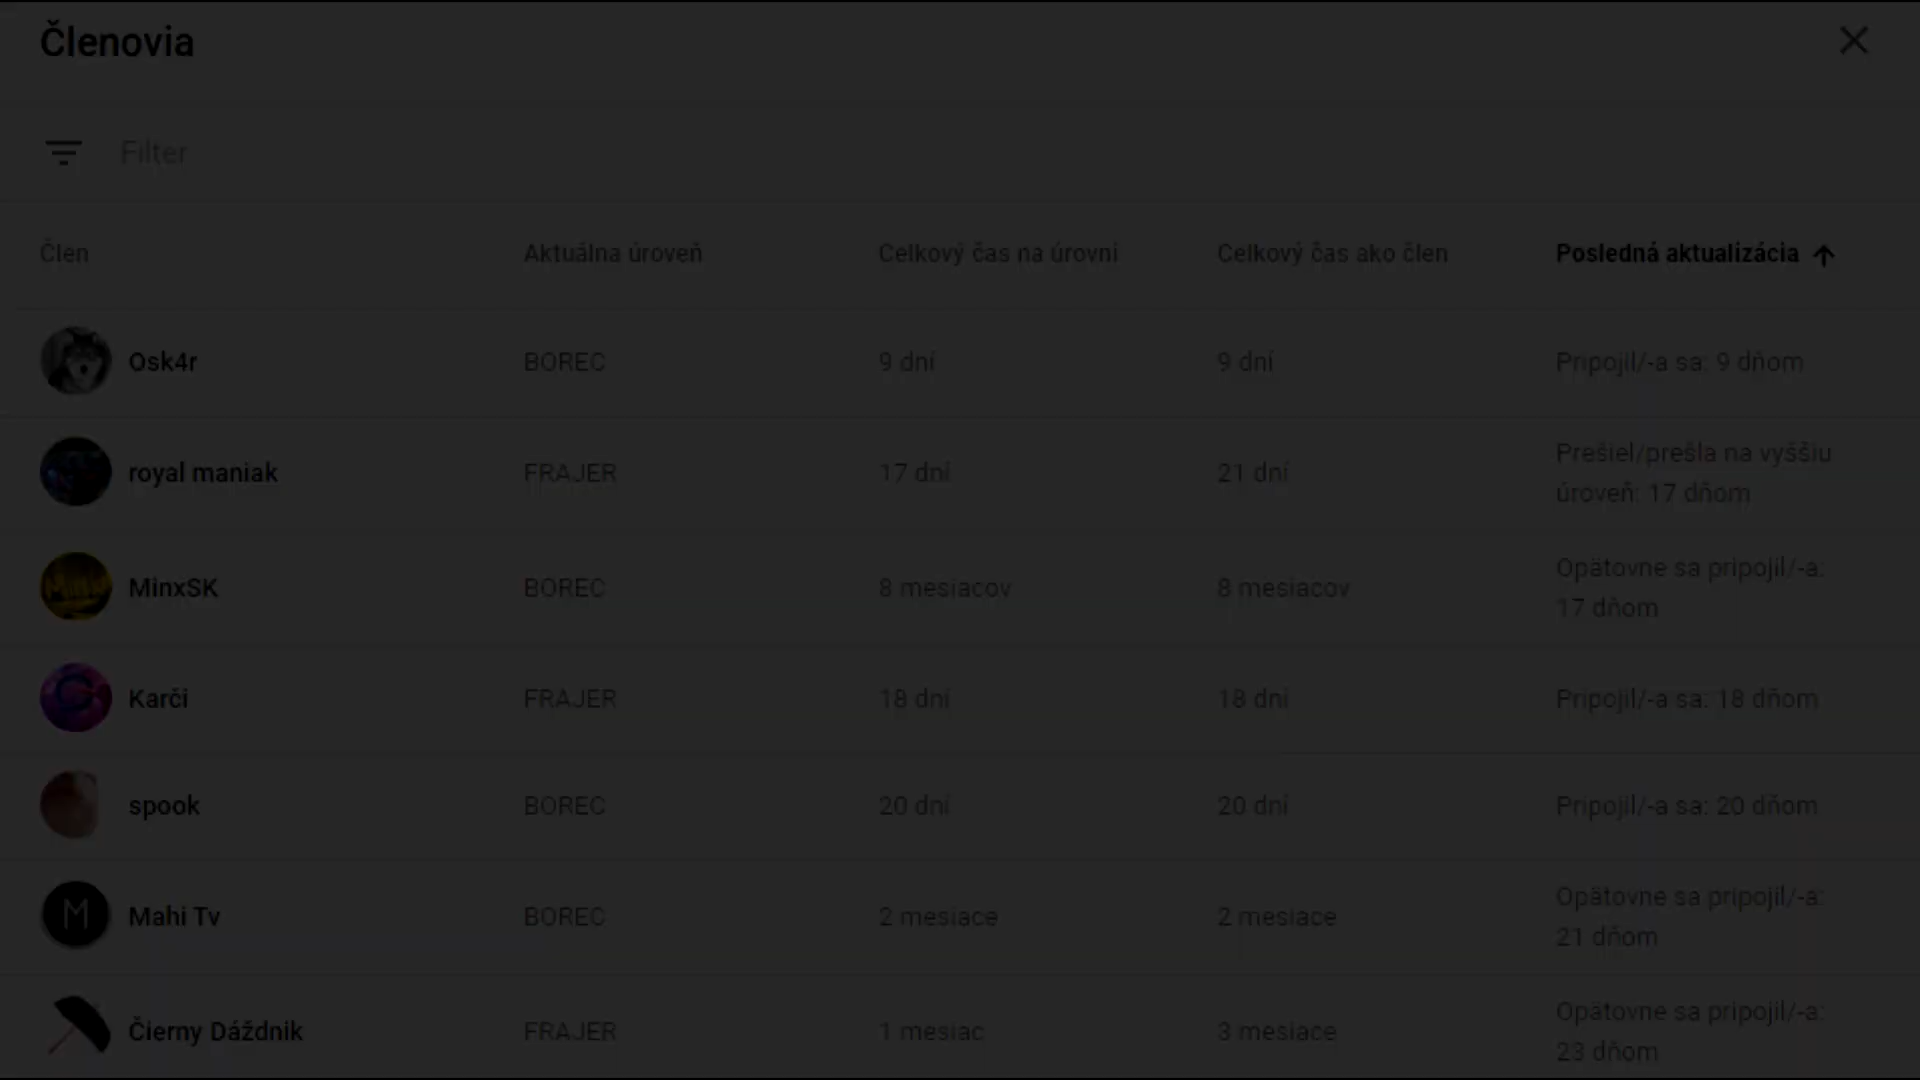 Členovia
Filter
Člen Aktuálna úroveň Celkový čas na úrovni Celkový čas ako člen Posledná aktualizácia
Osk4r BOREC 9 dní 9 dní Pripojil/-a sa: 9 dňom
royal maniak FRAJER 17 dní 21 dní Prešiel/prešla na vyššiu
úroveň: 17 dňom
MinxSK BOREC 8 mesiacov 8 mesiacov Opätovne sa pripojil/-a:
17 dňom
Karči FRAJER 18 dní 18 dní Pripojil/-a sa: 18 dňom
spook BOREC 20 dní 20 dní Pripojil/-a sa: 20 dňom
M Mahi Tv BOREC 2 mesiace 2 mesiace Opätovne sa pripojil/-a:
21 dňom
Čierny Dáždnik FRAJER 1 mesiac 3 mesiace Opätovne sa pripojil/-a:
23 dňom